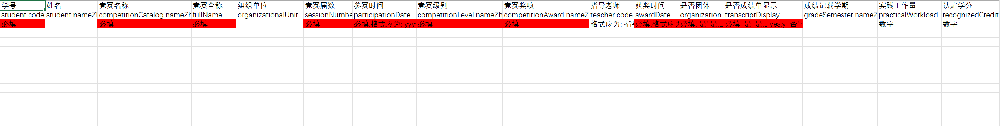 学号 姓名 竞赛名称 竞赛全称 组织单位 竞赛届数 参赛时间 竞赛级别 竞赛奖项 指导老师 获奖时间 是否团体 是否成绩单显示 成绩记载学期 实践工作量 认定学分
student.code student.nameZh competitionCatalog.nameZh fullName organizationalUnit sessionNumbe participationDate competitionLevel.nameZh competitionAward.nameZ teacher.code awardDate organization transcriptDisplay gradeSemester.nameZ practicalWorkload recognizedCredits
必填 必填 必填 必填 必填,格式应为: yyy 必填 必填 格式应为: 指导 必填,格式应为 必填,'是':是,1 必填,'是':是,1,yes,y '否': 数字 数字